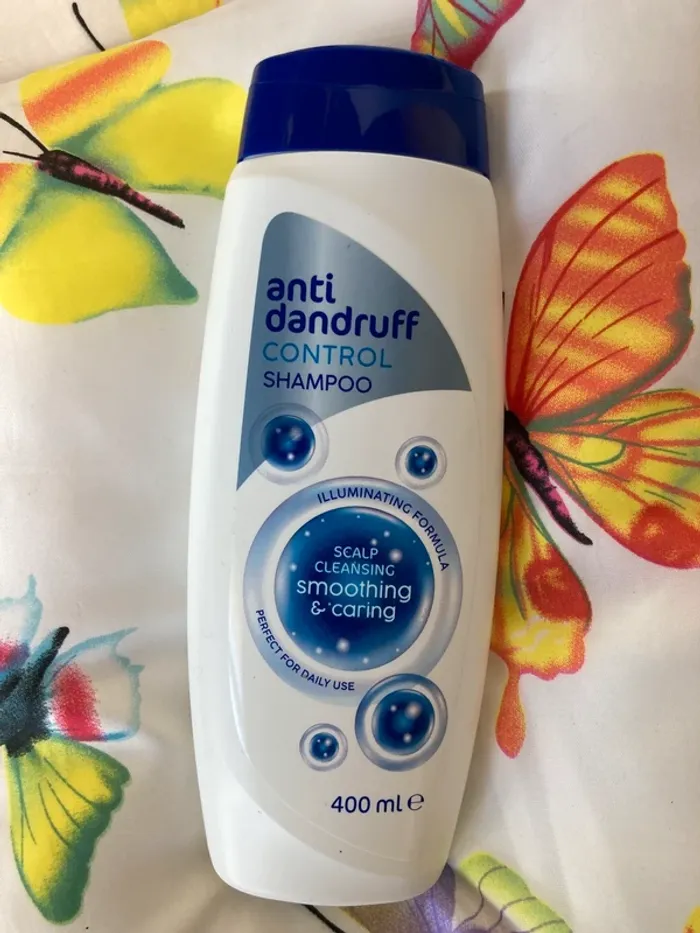 anti
dandruff
CONTROL
SHAMPOO
ILLUMINATING FORMULA
SCALP
CLEANSING
smoothing
& caring
PERFECT FOR DAILY USE
400 ml ℮